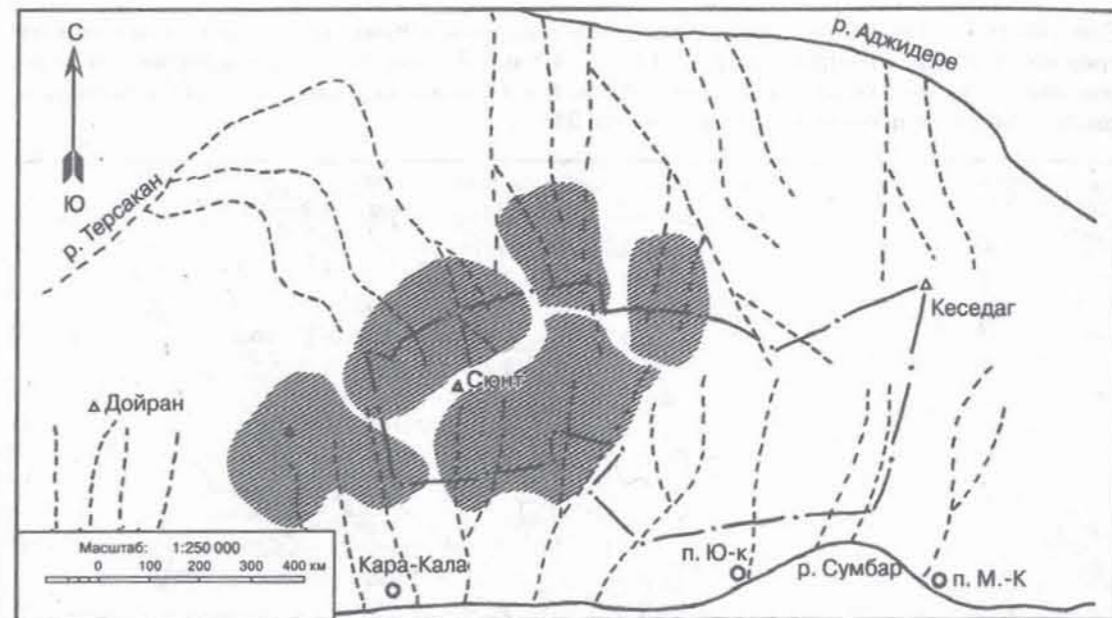 С
р. Аджидере
р. Терсакан
Ю
Кеседаг
Сюнт
Дойран
Масштаб: 1:250 000
0 100 200 300 400 км
Кара-Кала
п. Ю-к
р. Сумбар
п. М.-К